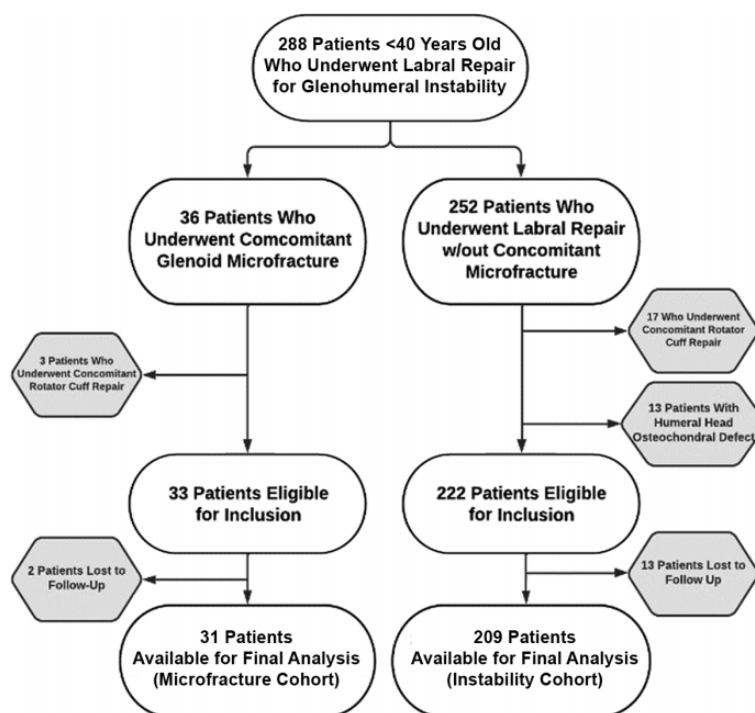 288 Patients <40 Years Old
Who Underwent Labral Repair
for Glenohumeral Instability
36 Patients Who
Underwent Comcomitant
Glenoid Microfracture
252 Patients Who
Underwent Labral Repair
w/out Concomitant
Microfracture
17 Who Underwent
Concomitant Rotator
Cuff Repair
3 Patients Who
Underwent Concomitant
Rotator Cuff Repair
13 Patients With
Humeral Head
Osteochondral Defect
33 Patients Eligible
for Inclusion
222 Patients Eligible
for Inclusion
2 Patients Lost to
Follow-Up
13 Patients Lost to
Follow Up
31 Patients
Available for Final Analysis
(Microfracture Cohort)
209 Patients
Available for Final Analysis
(Instability Cohort)